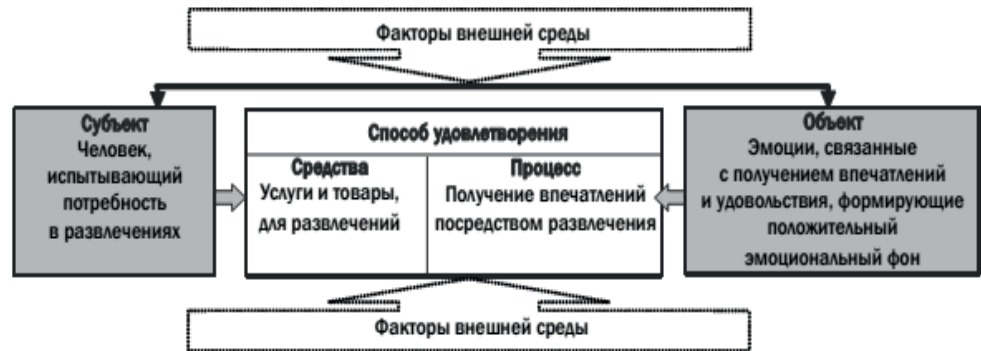 Факторы внешней среды
Субъект
Человек,
испытывающий
потребность
в развлечениях
Способ удовлетворения
Средства
Услуги и товары,
для развлечений
Процесс
Получение впечатлений
посредством развлечения
Объект
Эмоции, связанные
с получением впечатлений
и удовольствия, формирующие
положительный
эмоциональный фон
Факторы внешней среды